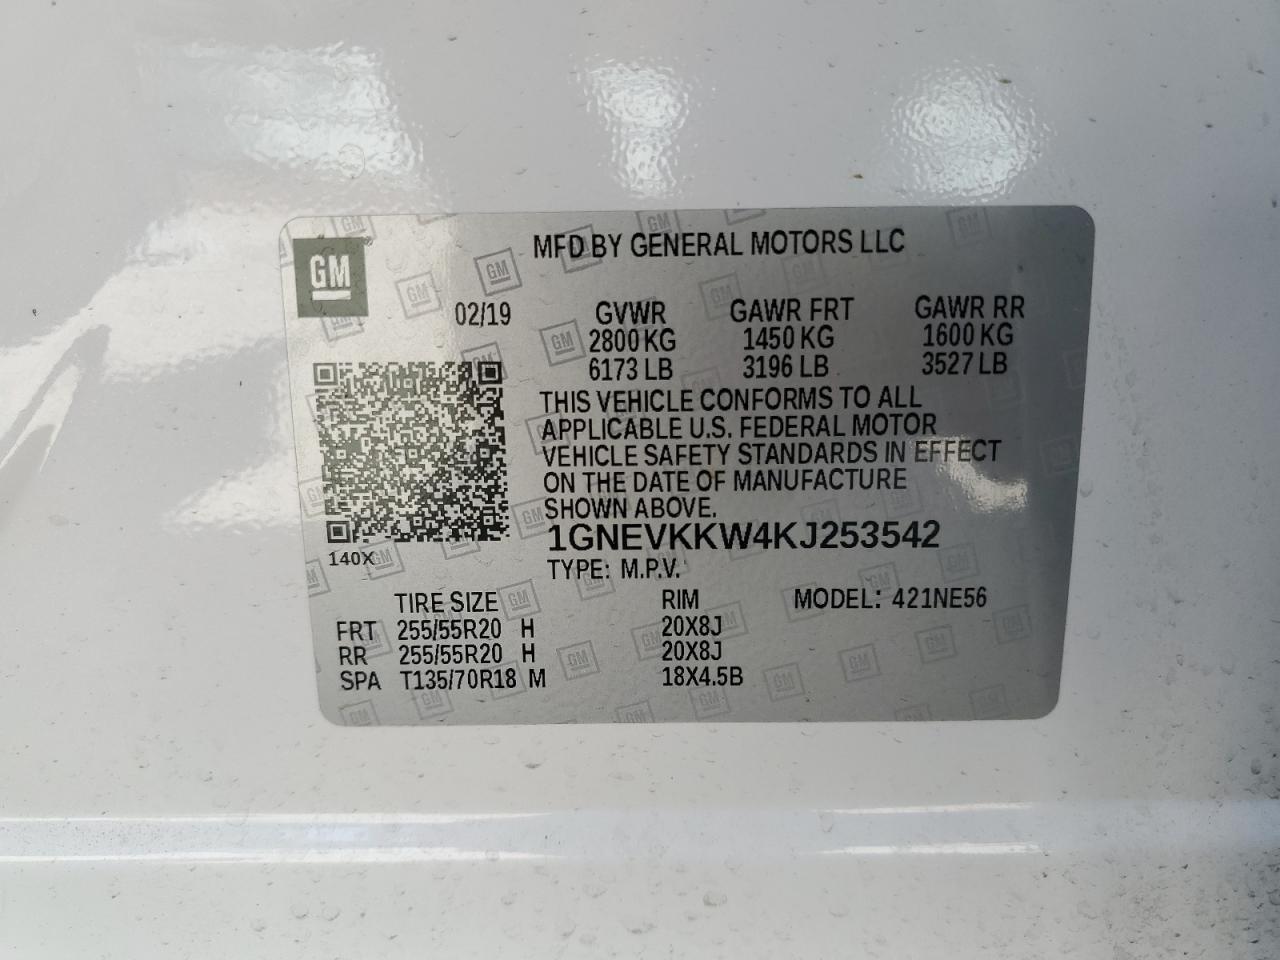 GM
MFD BY GENERAL MOTORS LLC
02/19 GVWR GAWR FRT GAWR RR
2800 KG 1450 KG 1600 KG
6173 LB 3196 LB 3527 LB
THIS VEHICLE CONFORMS TO ALL
APPLICABLE U.S. FEDERAL MOTOR
VEHICLE SAFETY STANDARDS IN EFFECT
ON THE DATE OF MANUFACTURE
SHOWN ABOVE.
1GNEVKKW4KJ253542
140X
TYPE: M.P.V.
TIRE SIZE RIM MODEL: 421NE56
FRT 255/55R20 H 20X8J
RR 255/55R20 H 20X8J
SPA T135/70R18 M 18X4.5B